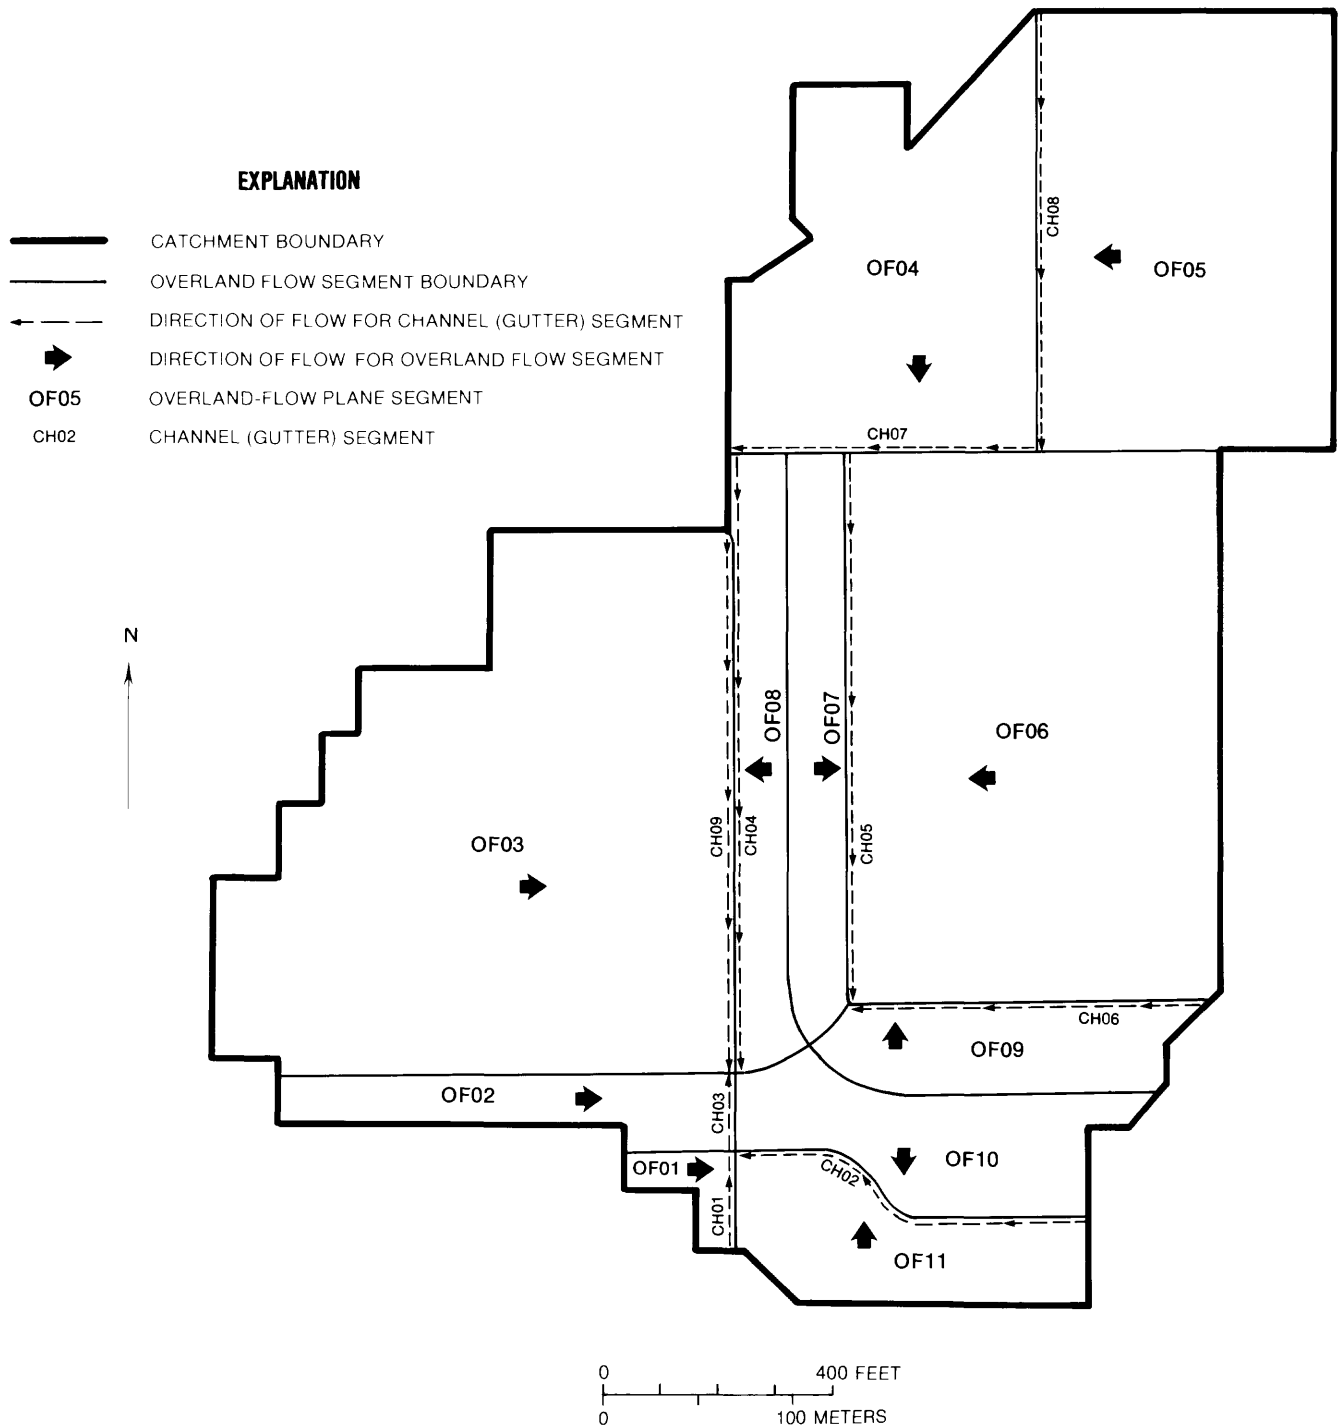 EXPLANATION
CATCHMENT BOUNDARY
OVERLAND FLOW SEGMENT BOUNDARY
DIRECTION OF FLOW FOR CHANNEL (GUTTER) SEGMENT
DIRECTION OF FLOW FOR OVERLAND FLOW SEGMENT
OF05 OVERLAND-FLOW PLANE SEGMENT
CH02 CHANNEL (GUTTER) SEGMENT
N
CH08
OF04
OF05
CH07
OF08
OF07
OF06
OF03
CH09
CH04
CH05
CH06
OF09
OF02
CH03
OF01
CH02
OF10
CH01
OF11
0 400 FEET
0 100 METERS